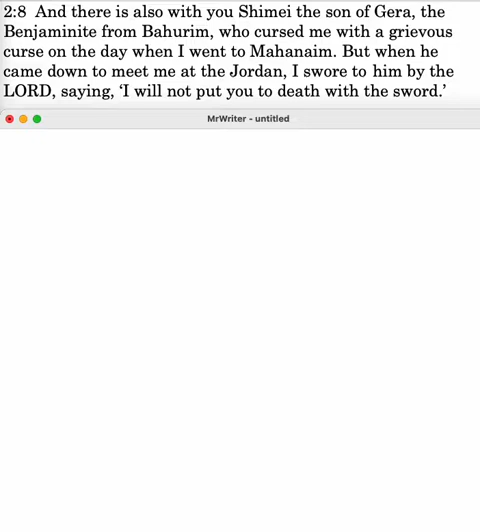 2:8 And there is also with you Shimei the son of Gera, the
Benjaminite from Bahurim, who cursed me with a grievous
curse on the day when I went to Mahanaim. But when he
came down to meet me at the Jordan, I swore to him by the
LORD, saying, ‘I will not put you to death with the sword.’
MrWriter - untitled